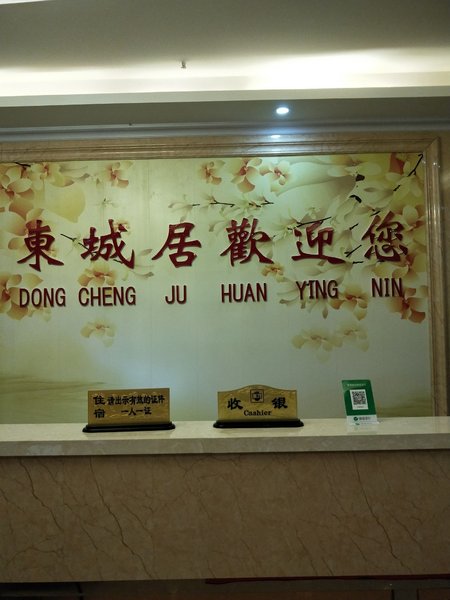 東城居歡迎您
DONG CHENG JU HUAN YING NIN
住宿 请出示有效的证件
一人一证
收银
Cashier